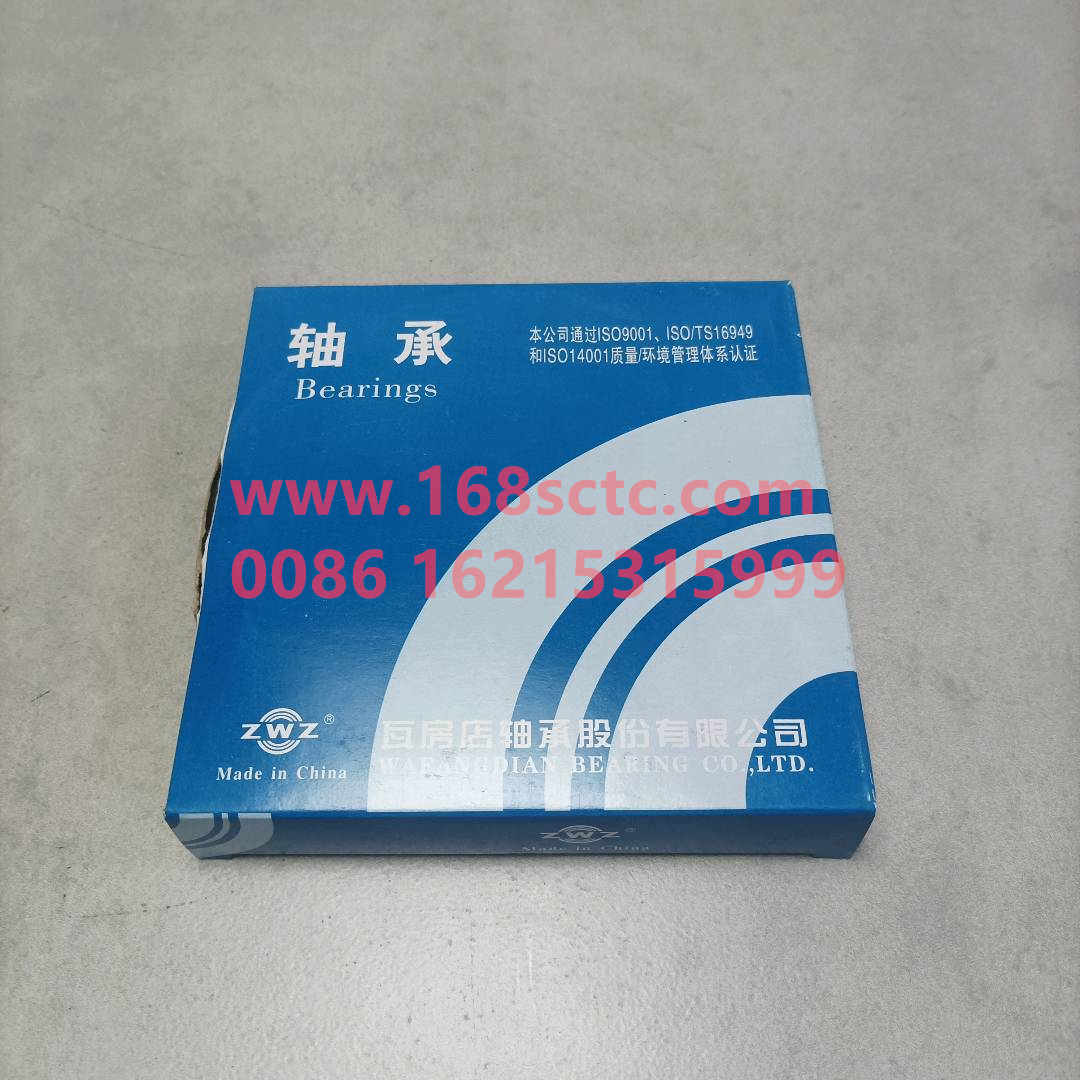 轴承
Bearings
本公司通过ISO9001、ISO/TS16949
和ISO14001质量/环境管理体系认证
www.168sctc.com
0086 16215315999
ZWZ®
Made in China
瓦房店轴承股份有限公司
WAFANGDIAN BEARING CO.,LTD.
ZWZ®
Made in China